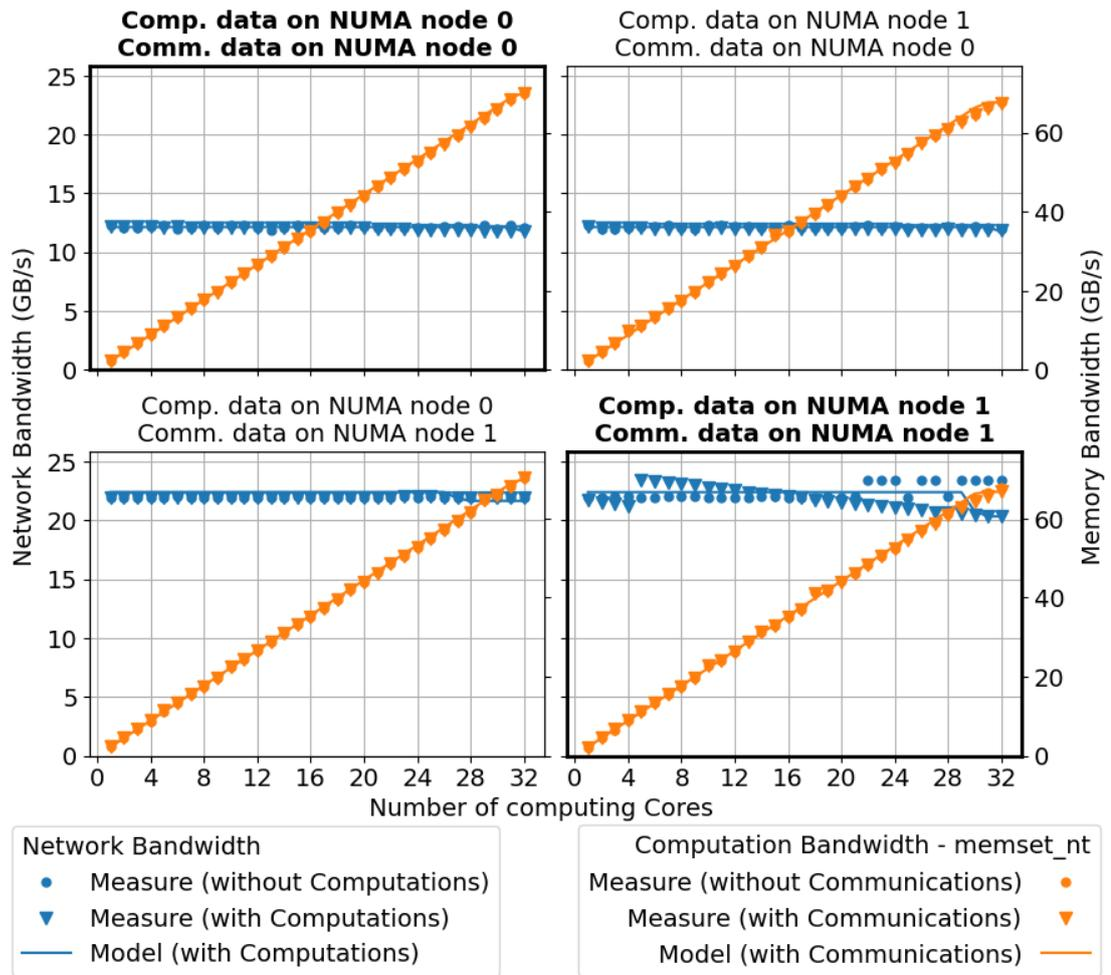 Comp. data on NUMA node 0
Comm. data on NUMA node 0
Comp. data on NUMA node 1
Comm. data on NUMA node 0
25
20
15
10
5
0
60
40
20
0
Network Bandwidth (GB/s)
Memory Bandwidth (GB/s)
Comp. data on NUMA node 0
Comm. data on NUMA node 1
Comp. data on NUMA node 1
Comm. data on NUMA node 1
25
20
15
10
5
0
60
40
20
0
0 4 8 12 16 20 24 28 32
0 4 8 12 16 20 24 28 32
Number of computing Cores
Network Bandwidth
Measure (without Computations)
Measure (with Computations)
Model (with Computations)
Computation Bandwidth - memset_nt
Measure (without Communications)
Measure (with Communications)
Model (with Communications)